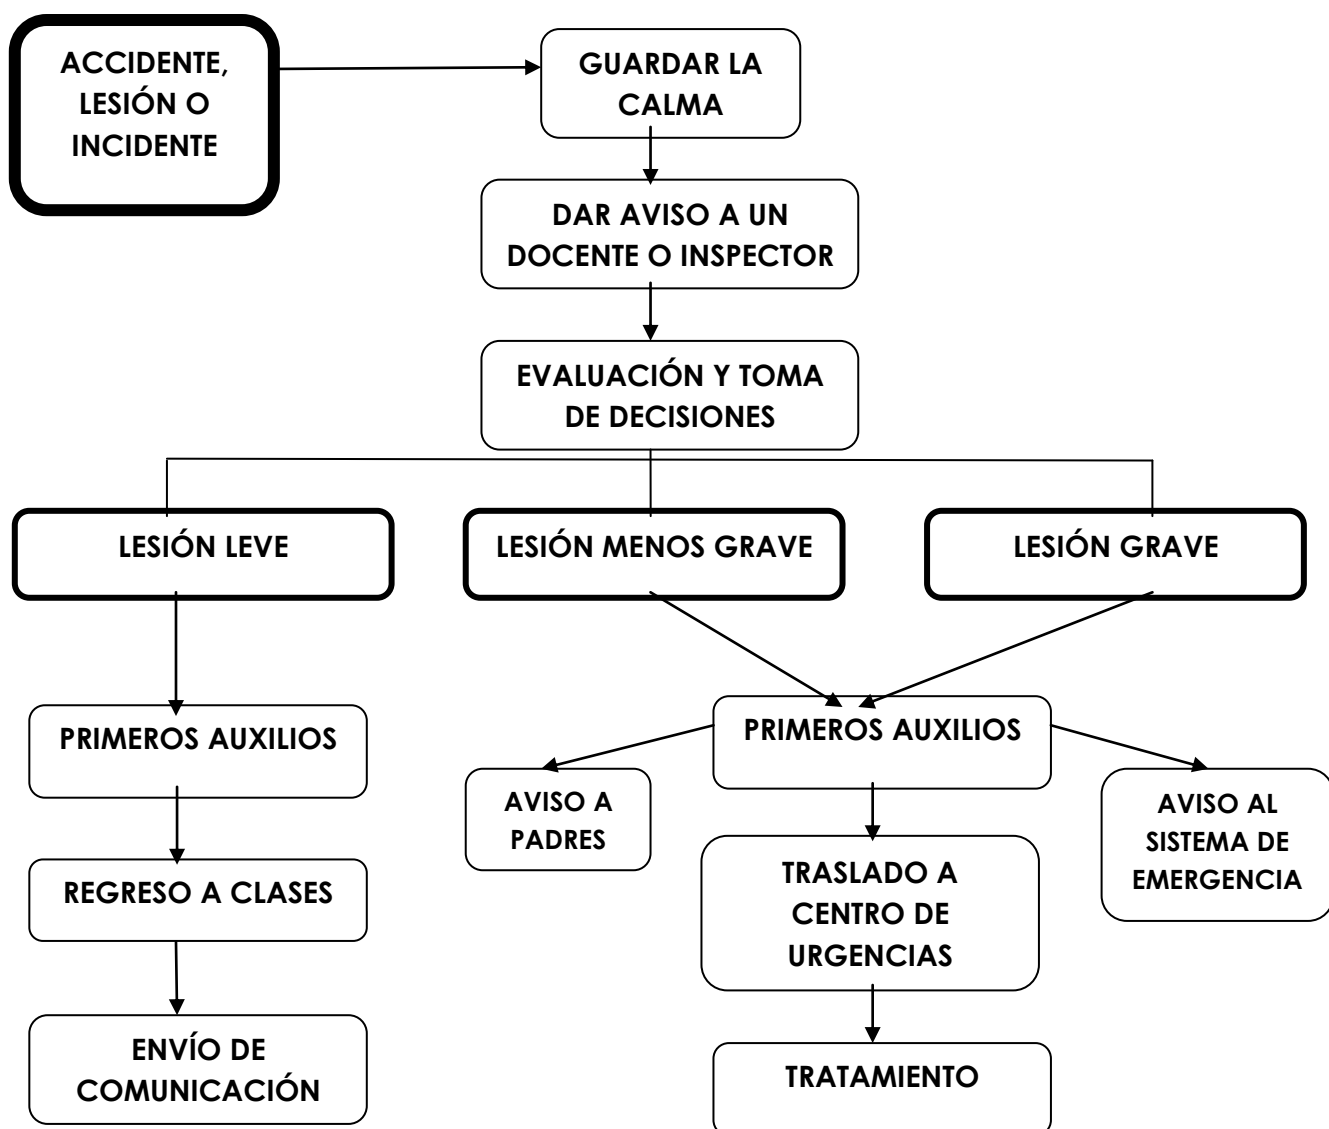 ACCIDENTE,
LESIÓN O
INCIDENTE
GUARDAR LA
CALMA
DAR AVISO A UN
DOCENTE O INSPECTOR
EVALUACIÓN Y TOMA
DE DECISIONES
LESIÓN LEVE
LESIÓN MENOS GRAVE
LESIÓN GRAVE
PRIMEROS AUXILIOS
REGRESO A CLASES
ENVÍO DE
COMUNICACIÓN
PRIMEROS AUXILIOS
AVISO A
PADRES
TRASLADO A
CENTRO DE
URGENCIAS
AVISO AL
SISTEMA DE
EMERGENCIA
TRATAMIENTO